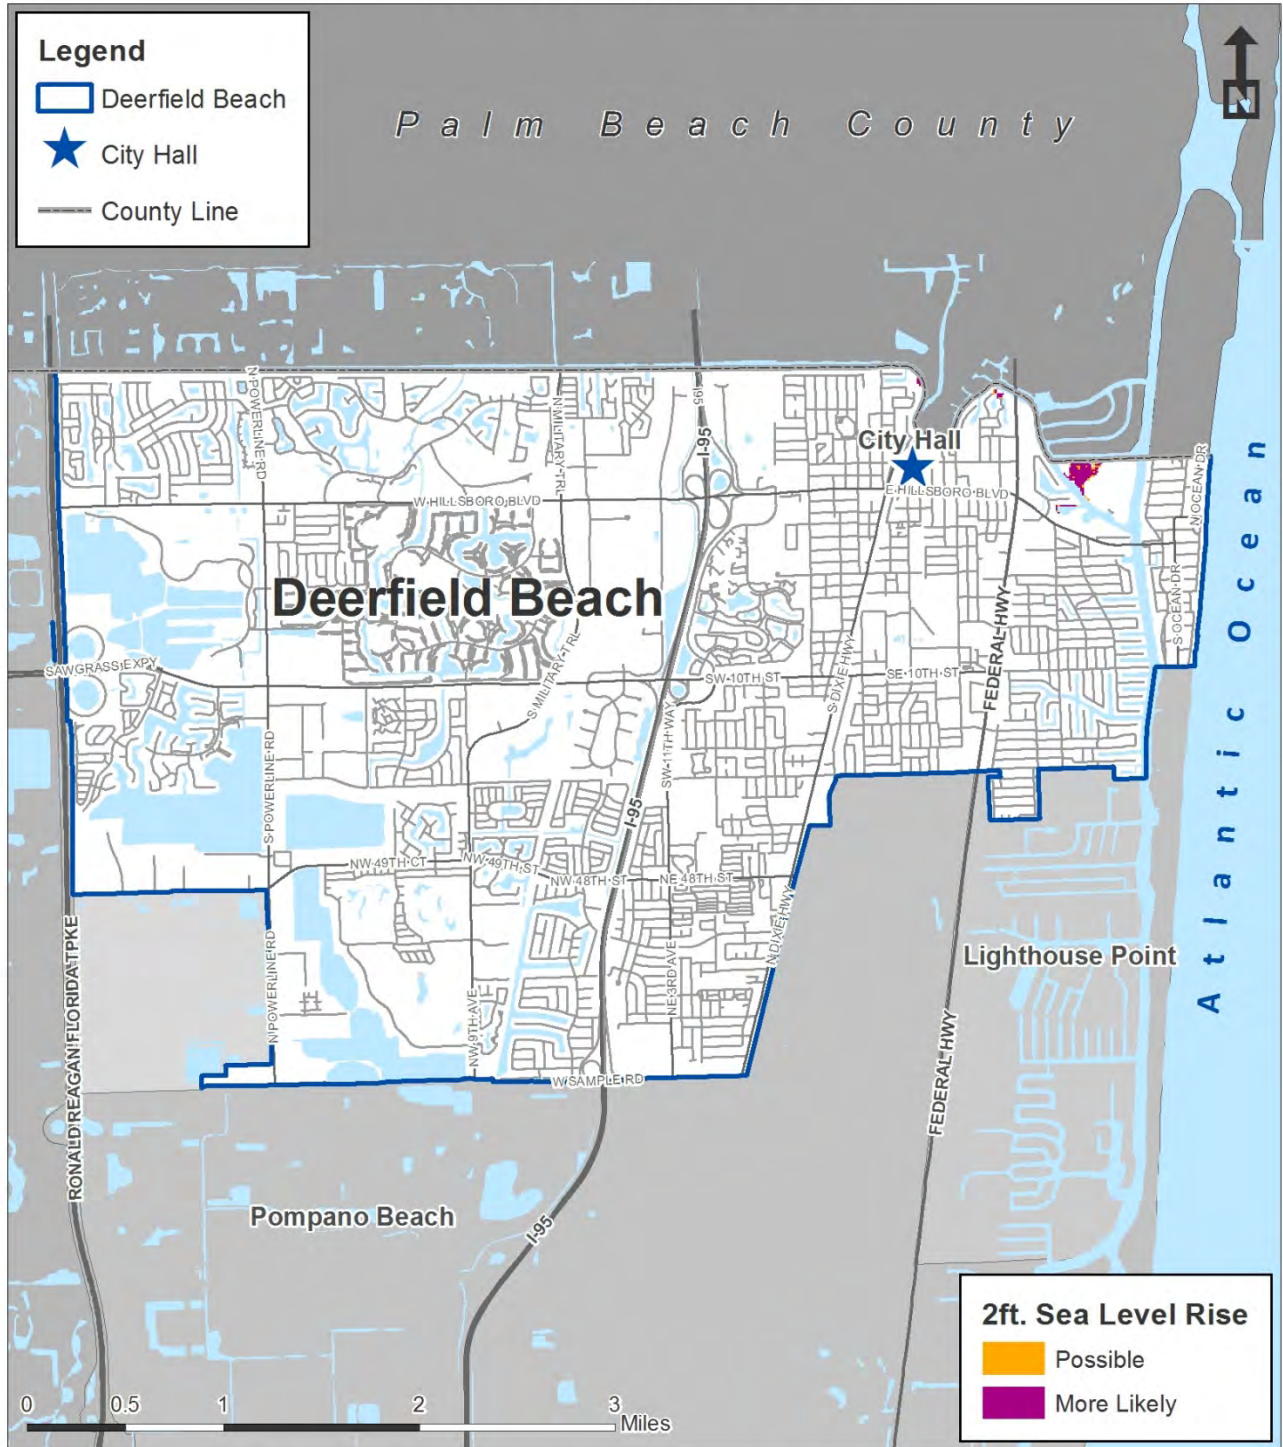 Legend
Deerfield Beach
City Hall
County Line
N
Palm Beach County
N POWERLINE RD
N MILITARY TRL
I-95
I-95
City Hall
N OCEAN DR
W HILLSBORO BLVD
E HILLSBORO BLVD
Deerfield Beach
S OCEAN DR
SAWGRASS EXPY
S MILITARY TRL
SW 10TH ST
SE 10TH ST
S DIXIE HWY
FEDERAL HWY
SW 11TH WAY
S POWERLINE RD
I-95
NW 49TH CT
NW 49TH ST
NW 48TH ST
NE 48TH ST
Atlantic Ocean
RONALD REAGAN FLORIDA TPKE
N POWERLINE RD
NW 9TH AVE
NE 3RD AVE
N DIXIE HWY
Lighthouse Point
W SAMPLE RD
FEDERAL HWY
Pompano Beach
I-95
2ft. Sea Level Rise
Possible
More Likely
0 0.5 1 2 3
Miles